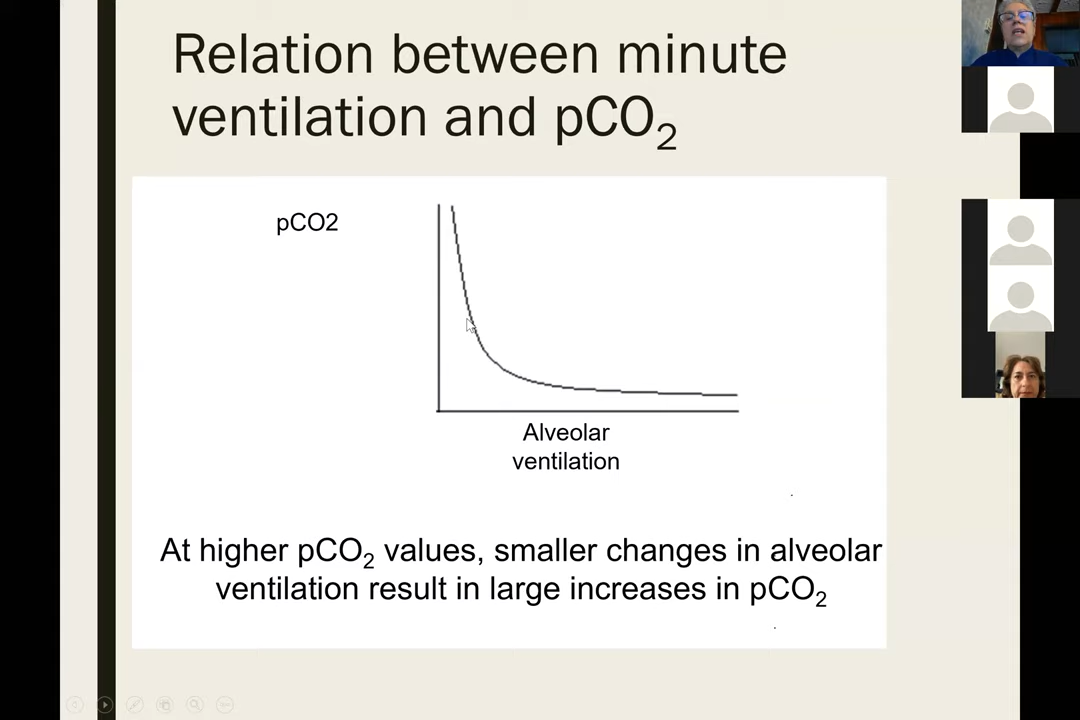 Relation between minute
ventilation and pCO₂
pCO2
Alveolar
ventilation
At higher pCO₂ values, smaller changes in alveolar
ventilation result in large increases in pCO₂